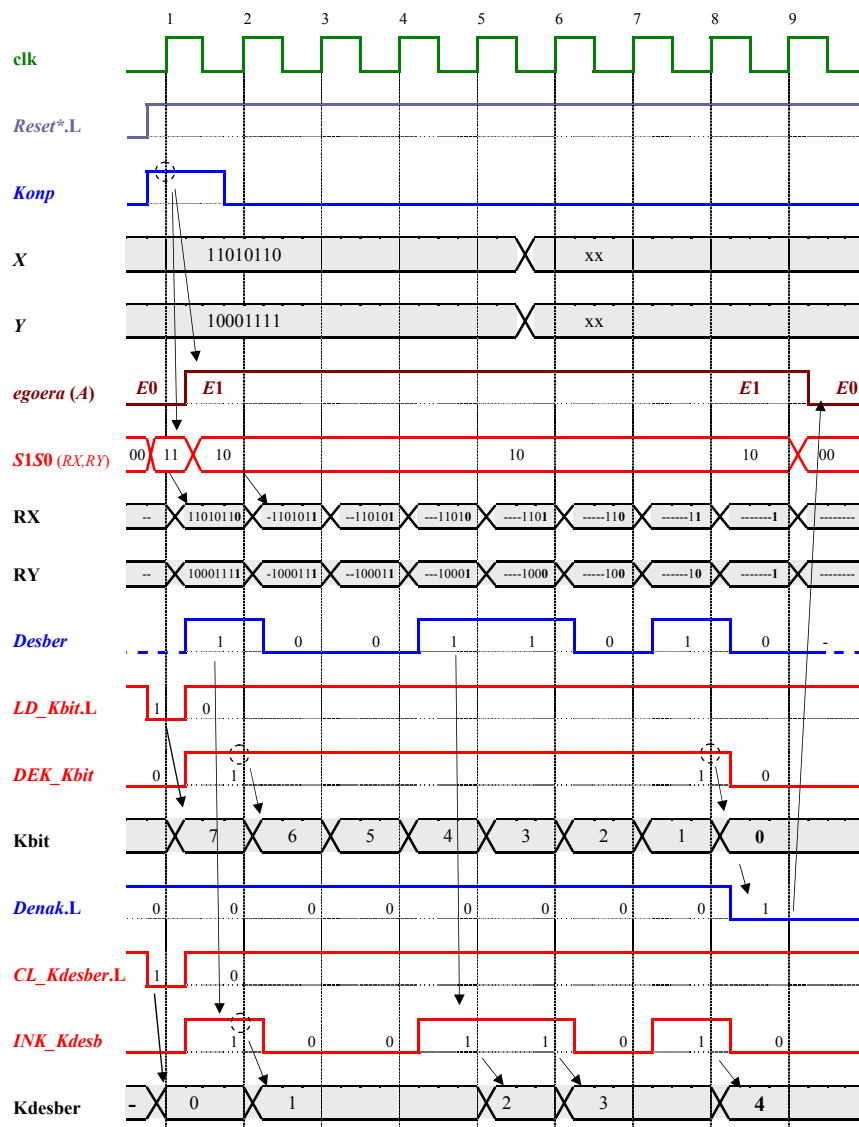 1 2 3 4 5 6 7 8 9
clk
Reset*.L
Konp
X 11010110 xx
Y 10001111 xx
egoera (A) E0 E1 E1 E0
S1S0 (RX,RY) 00 11 10 10 10 00
RX -- 11010110 -1101011 --110101 ---11010 ----1101 -----110 ------11 -------1 --------
RY -- 10001111 -1000111 --100011 ---10001 ----1000 -----100 ------10 -------1 --------
Desber 1 0 0 1 1 0 1 0 -
LD_Kbit.L 1 0
DEK_Kbit 0 1 1 0
Kbit 7 6 5 4 3 2 1 0
Denak.L 0 0 0 0 0 0 0 0 1
CL_Kdesber.L 1 0
INK_Kdesb 1 0 0 1 1 0 1 0
Kdesber - 0 1 2 3 4